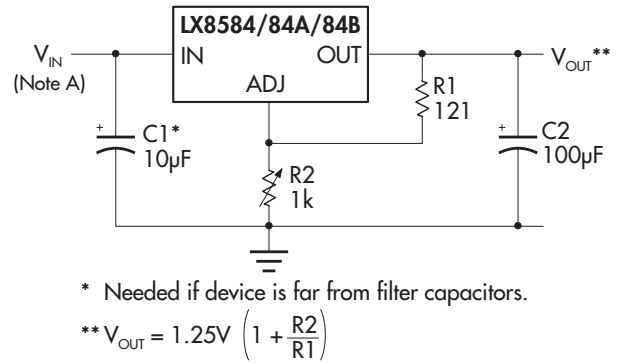 LX8584/84A/84B
V_IN
IN
OUT
V_OUT**
(Note A)
ADJ
R1
121
C1*
10µF
+
C2
100µF
+
R2
1k
* Needed if device is far from filter capacitors.
** V_OUT = 1.25V (1 + R2/R1)